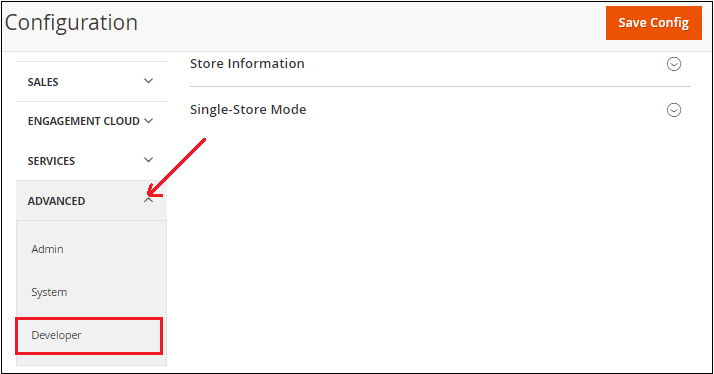 Configuration
Save Config
SALES
ENGAGEMENT CLOUD
SERVICES
ADVANCED
Admin
System
Developer
Store Information
Single-Store Mode